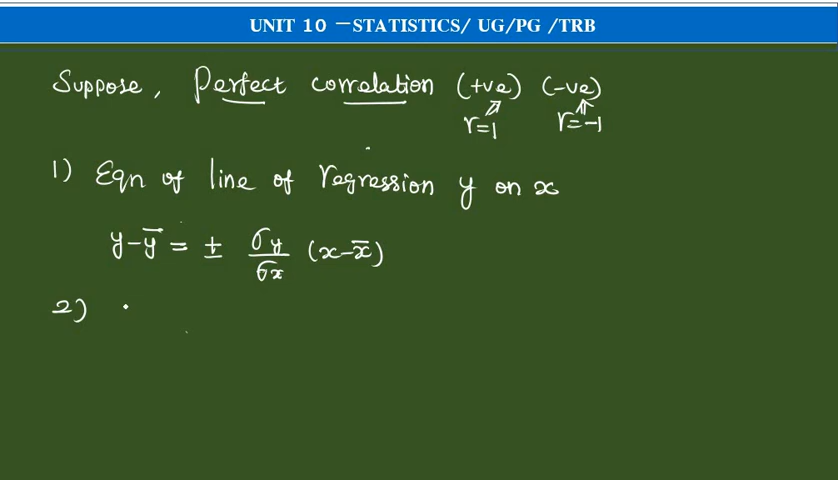 UNIT 10 – STATISTICS/ UG/PG /TRB
Suppose, Perfect correlation (+ve) (-ve)
r=1 r=-1
1) Eqn of line of regression y on x
y-ȳ = ± σy/σx (x-x̄)
2)